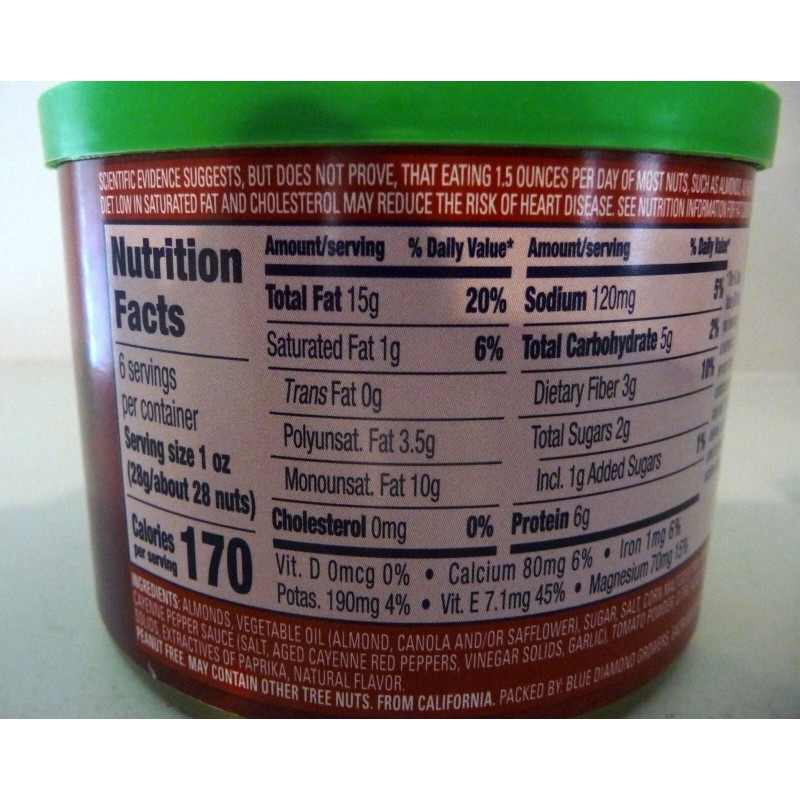 SCIENTIFIC EVIDENCE SUGGESTS, BUT DOES NOT PROVE, THAT EATING 1.5 OUNCES PER DAY OF MOST NUTS, SUCH AS ALMONDS,
DIET LOW IN SATURATED FAT AND CHOLESTEROL MAY REDUCE THE RISK OF HEART DISEASE. SEE NUTRITION INFORMATION FOR FAT
Nutrition
Facts
6 servings
per container
Serving size 1 oz
(28g/about 28 nuts)
Calories
per serving 170
Amount/serving % Daily Value*
Total Fat 15g 20%
Saturated Fat 1g 6%
Trans Fat 0g
Polyunsat. Fat 3.5g
Monounsat. Fat 10g
Cholesterol 0mg 0%
Amount/serving % Daily Value*
Sodium 120mg 5%
Total Carbohydrate 5g 2%
Dietary Fiber 3g 10%
Total Sugars 2g
Incl. 1g Added Sugars 1%
Protein 6g
Vit. D 0mcg 0% • Calcium 80mg 6% • Iron 1mg 6%
Potas. 190mg 4% • Vit. E 7.1mg 45% • Magnesium 70mg 15%
INGREDIENTS: ALMONDS, VEGETABLE OIL (ALMOND, CANOLA AND/OR SAFFLOWER), SUGAR, SALT, CORN
CAYENNE PEPPER SAUCE (SALT, AGED CAYENNE RED PEPPERS, VINEGAR SOLIDS, GARLIC), TOMATO POWDER,
SOLIDS, EXTRACTIVES OF PAPRIKA, NATURAL FLAVOR.
PEANUT FREE. MAY CONTAIN OTHER TREE NUTS. FROM CALIFORNIA. PACKED BY: BLUE DIAMOND GROWERS,